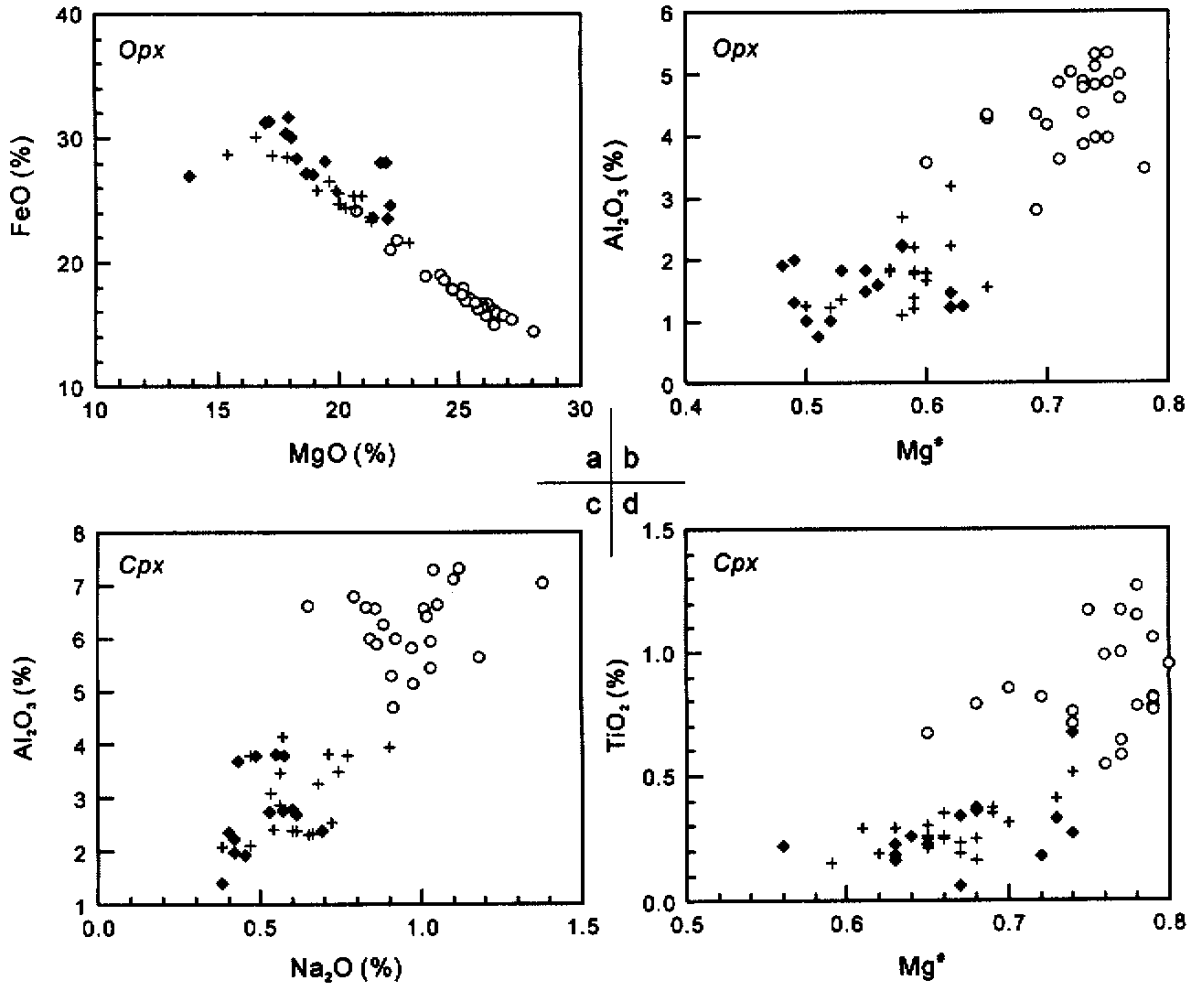 Opx
FeO (%)
40
30
20
10
10 15 20 25 30
MgO (%)
Opx
Al₂O₃ (%)
6
5
4
3
2
1
0
0.4 0.5 0.6 0.7 0.8
Mg#
a b
c d
Cpx
Al₂O₃ (%)
8
7
6
5
4
3
2
1
0.0 0.5 1.0 1.5
Na₂O (%)
Cpx
TiO₂ (%)
1.5
1.0
0.5
0.0
0.5 0.6 0.7 0.8
Mg#